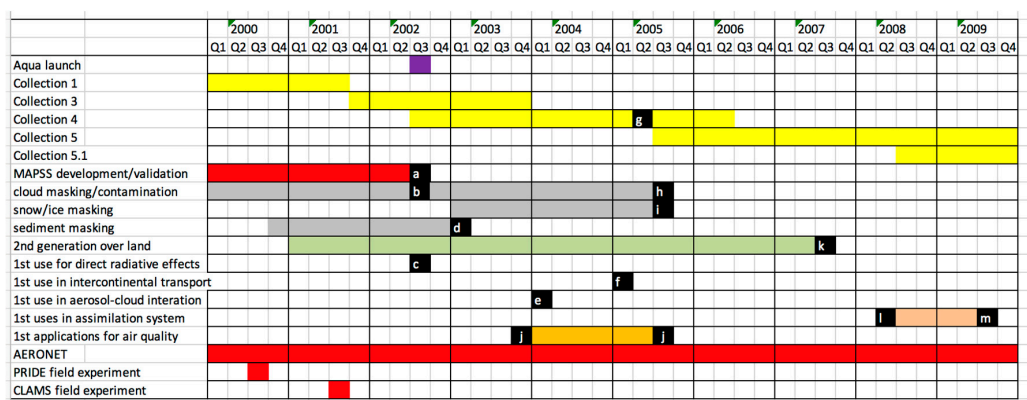 2000 2001 2002 2003 2004 2005 2006 2007 2008 2009
Q1 Q2 Q3 Q4 Q1 Q2 Q3 Q4 Q1 Q2 Q3 Q4 Q1 Q2 Q3 Q4 Q1 Q2 Q3 Q4 Q1 Q2 Q3 Q4 Q1 Q2 Q3 Q4 Q1 Q2 Q3 Q4 Q1 Q2 Q3 Q4 Q1 Q2 Q3 Q4
Aqua launch
Collection 1
Collection 3
Collection 4 g
Collection 5
Collection 5.1
MAPSS development/validation a
cloud masking/contamination b h
snow/ice masking i
sediment masking d
2nd generation over land k
1st use for direct radiative effects c
1st use in intercontinental transport f
1st use in aerosol-cloud interation e
1st uses in assimilation system l m
1st applications for air quality j j
AERONET
PRIDE field experiment
CLAMS field experiment